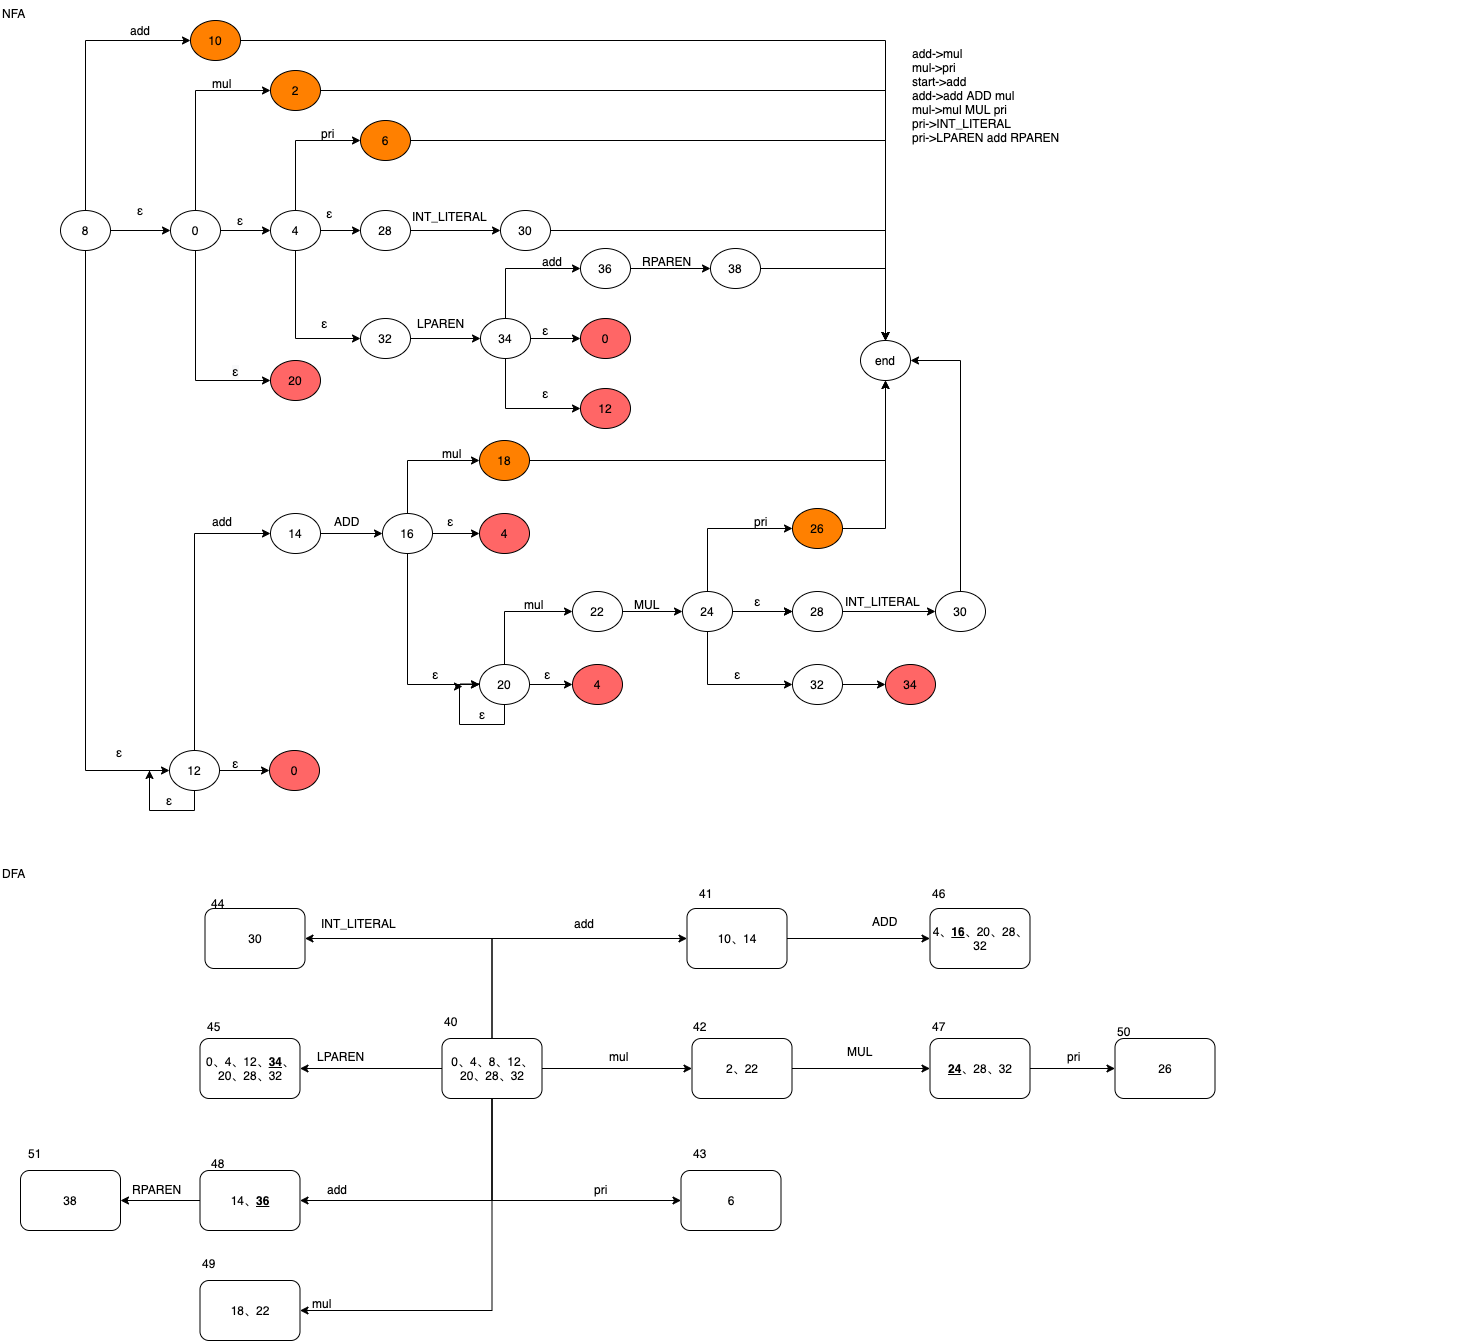 NFA
add
10
add->mul
mul->pri
start->add
add->add ADD mul
mul->mul MUL pri
pri->INT_LITERAL
pri->LPAREN add RPAREN
mul
2
pri
6
8
ε
0
ε
4
ε
28
INT_LITERAL
30
add
36
RPAREN
38
ε
32
LPAREN
34
ε
0
end
ε
20
ε
12
mul
18
add
14
ADD
16
ε
4
pri
26
mul
22
MUL
24
ε
28
INT_LITERAL
30
ε
20
ε
4
ε
32
34
ε
ε
12
ε
0
ε
DFA
44
30
INT_LITERAL
add
41
10、14
ADD
46
4、16、20、28、
32
45
0、4、12、34、
20、28、32
LPAREN
40
0、4、8、12、
20、28、32
mul
42
2、22
MUL
47
24、28、32
pri
50
26
51
38
RPAREN
48
14、36
add
pri
43
6
49
18、22
mul